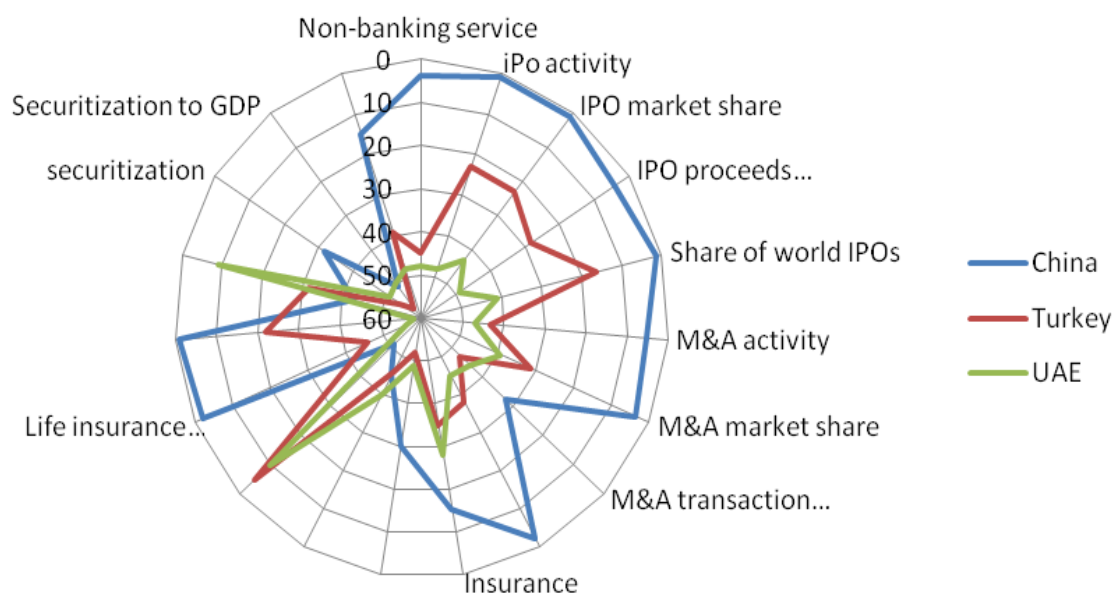 Non-banking service
iPo activity
IPO market share
IPO proceeds...
Share of world IPOs
M&A activity
M&A market share
M&A transaction...
Insurance
Life insurance...
securitization
Securitization to GDP
0
10
20
30
40
50
60
China
Turkey
UAE